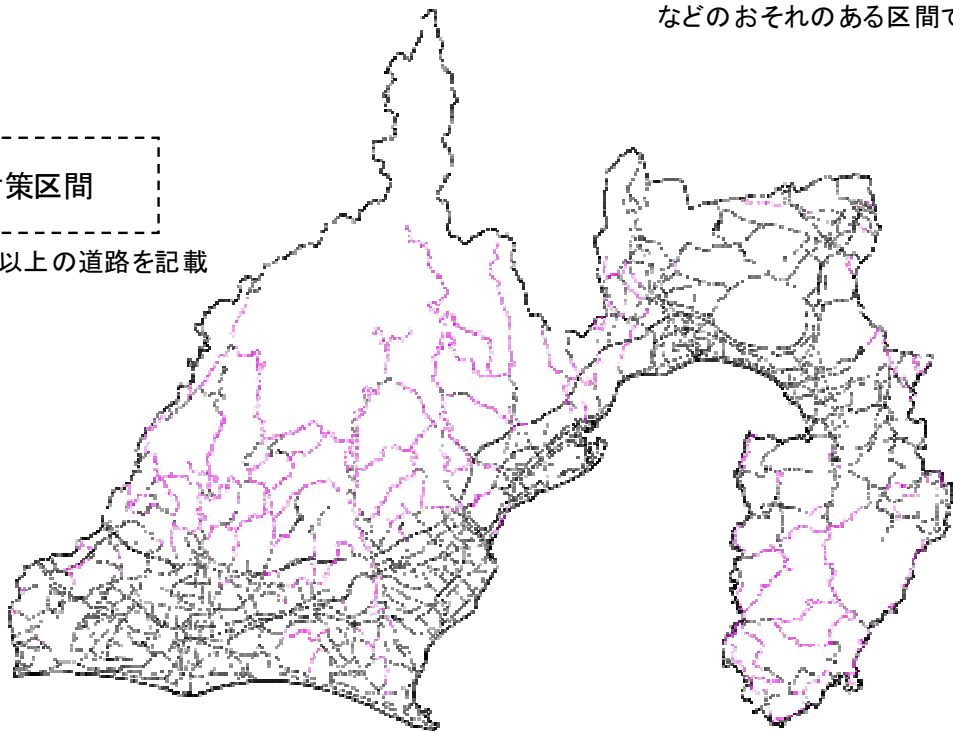 などのおそれのある区間で
策区間
以上の道路を記載